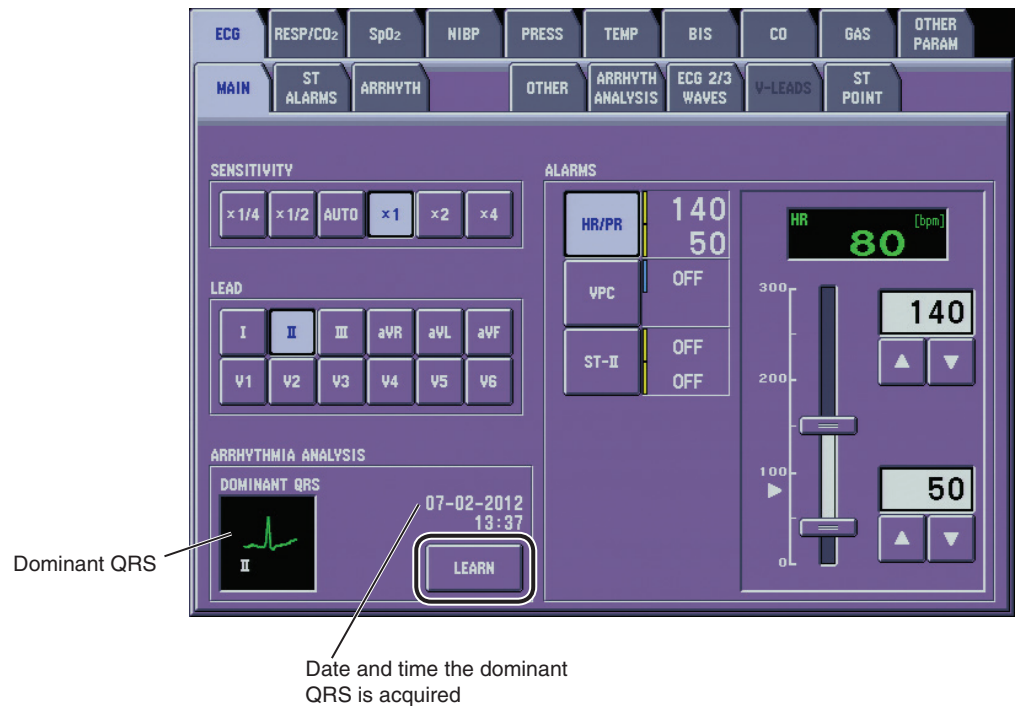 ECG RESP/CO2 SpO2 NIBP PRESS TEMP BIS CO GAS OTHER PARAM
MAIN ST ALARMS ARRHYTH OTHER ARRHYTH ANALYSIS ECG 2/3 WAVES V-LEADS ST POINT
SENSITIVITY
×1/4 ×1/2 AUTO ×1 ×2 ×4
LEAD
I II III aVR aVL aVF
V1 V2 V3 V4 V5 V6
ARRHYTHMIA ANALYSIS
DOMINANT QRS
II
07-02-2012
13:37
LEARN
ALARMS
HR/PR 140
50
VPC OFF
ST-II OFF
OFF
HR [bpm]
80
300
200
100
0
140
▲ ▼
50
▲ ▼
Dominant QRS
Date and time the dominant
QRS is acquired